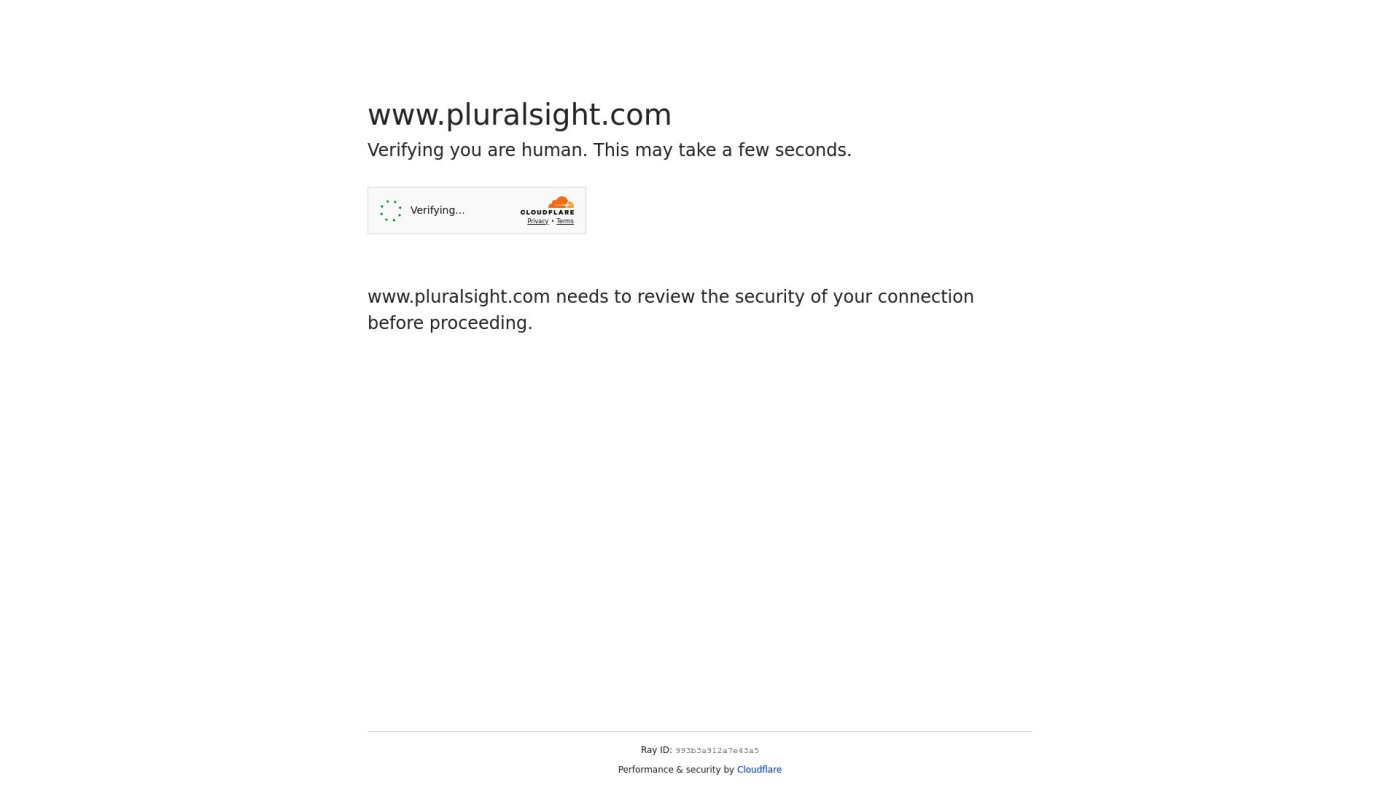 www.pluralsight.com
Verifying you are human. This may take a few seconds.
Verifying...
CLOUDFLARE
Privacy • Terms
www.pluralsight.com needs to review the security of your connection
before proceeding.
Ray ID: 993b3a912a7e43a5
Performance & security by Cloudflare